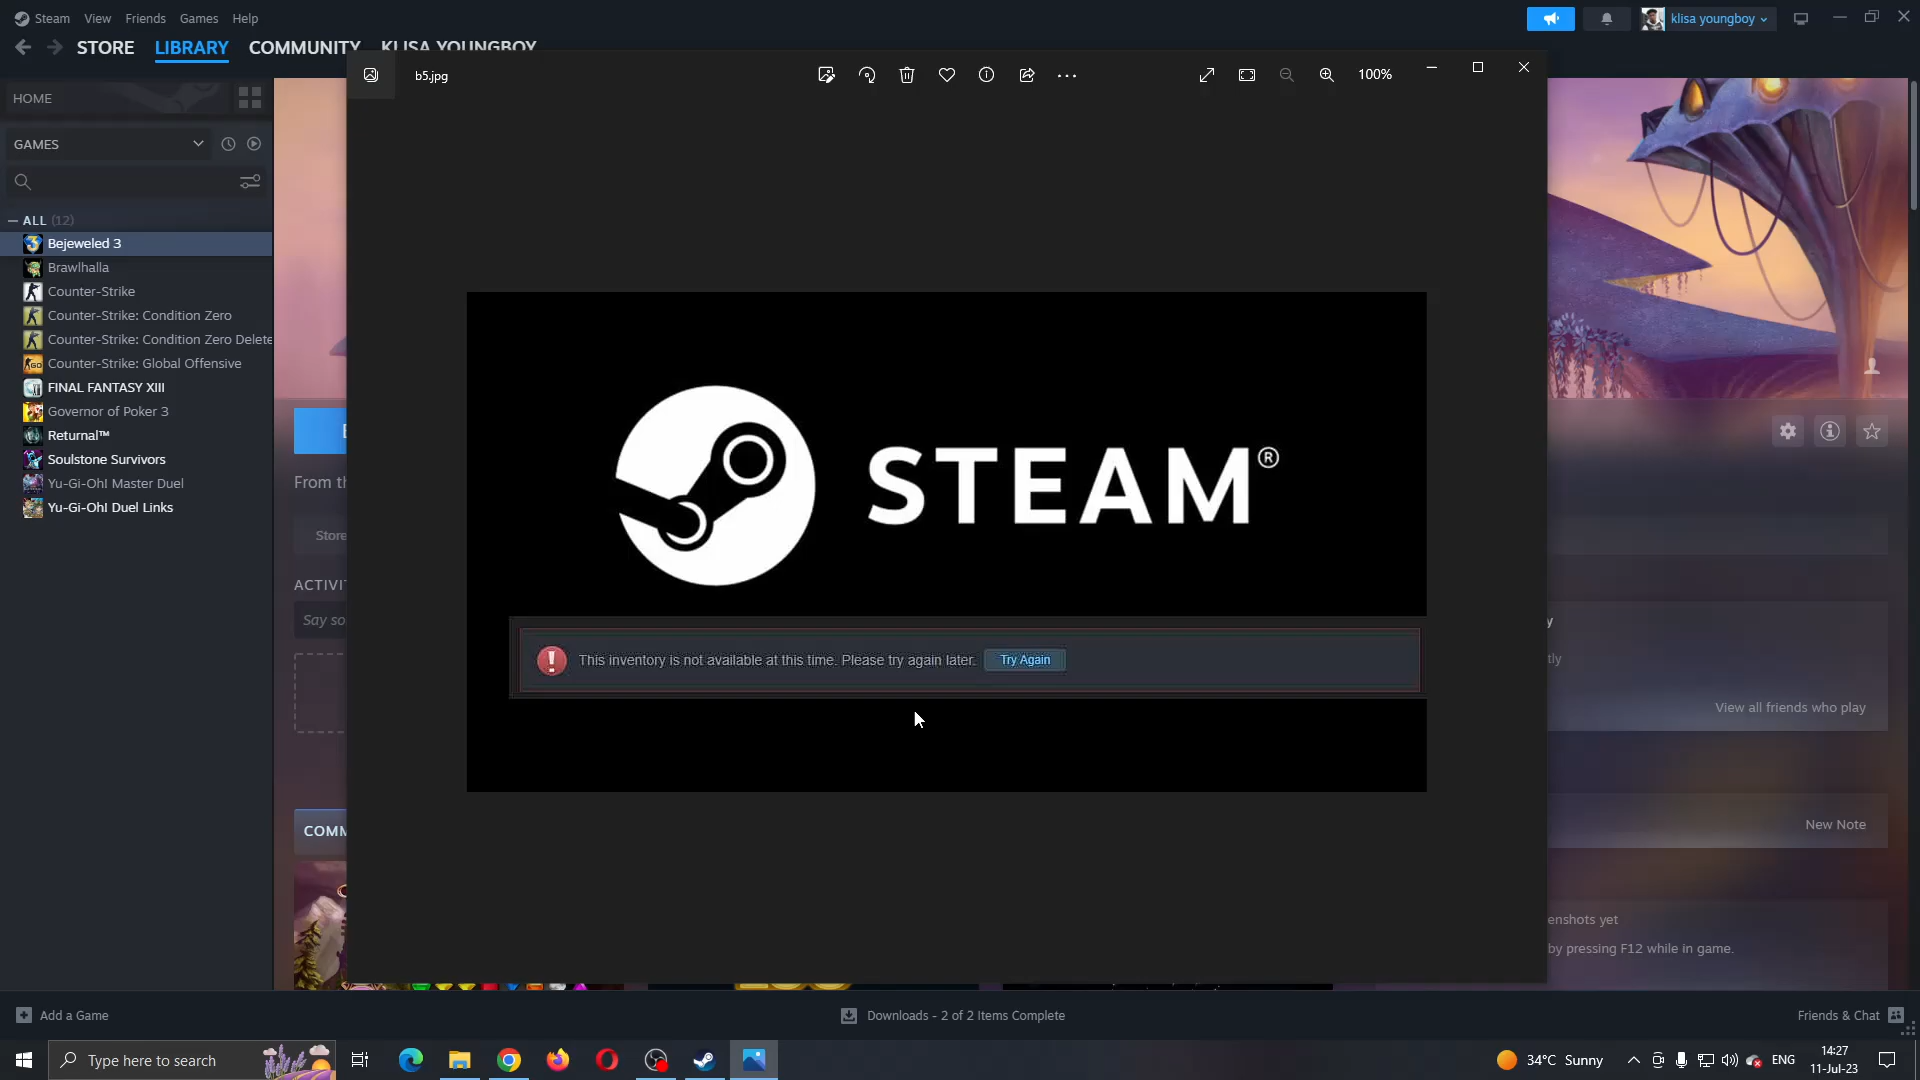 Steam View Friends Games Help
klisa youngboy
STORE LIBRARY COMMUNITY KLISA YOUNGBOY
b5.jpg
100%
HOME
GAMES
ALL (12)
Bejeweled 3
Brawlhalla
Counter-Strike
Counter-Strike: Condition Zero
Counter-Strike: Condition Zero Delete
Counter-Strike: Global Offensive
FINAL FANTASY XIII
Governor of Poker 3
Returnal™
Soulstone Survivors
Yu-Gi-Oh! Master Duel
Yu-Gi-Oh! Duel Links
From th
Store
ACTIVI
Say so
COMM
STEAM®
This inventory is not available at this time. Please try again later. Try Again
y
tly
View all friends who play
New Note
enshots yet
by pressing F12 while in game.
Add a Game
Downloads - 2 of 2 Items Complete
Friends & Chat
Type here to search
34°C Sunny
ENG
14:27
11-Jul-23